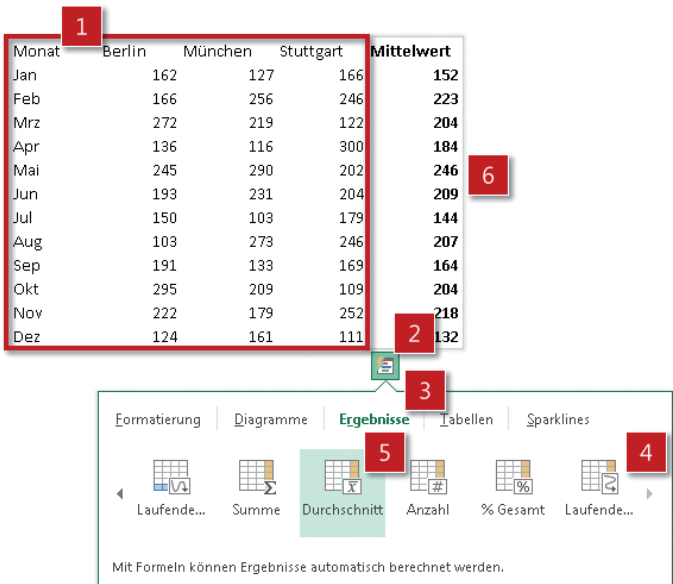 1
Monat Berlin München Stuttgart Mittelwert
Jan 162 127 166 152
Feb 166 256 246 223
Mrz 272 219 122 204
Apr 136 116 300 184
Mai 245 290 202 246
6
Jun 193 231 204 209
Jul 150 103 179 144
Aug 103 273 246 207
Sep 191 133 169 164
Okt 295 209 109 204
Nov 222 179 252 218
2
Dez 124 161 111 132
3
Formatierung Diagramme Ergebnisse Tabellen Sparklines
5 4
Laufende... Summe Durchschnitt Anzahl % Gesamt Laufende...
Mit Formeln können Ergebnisse automatisch berechnet werden.